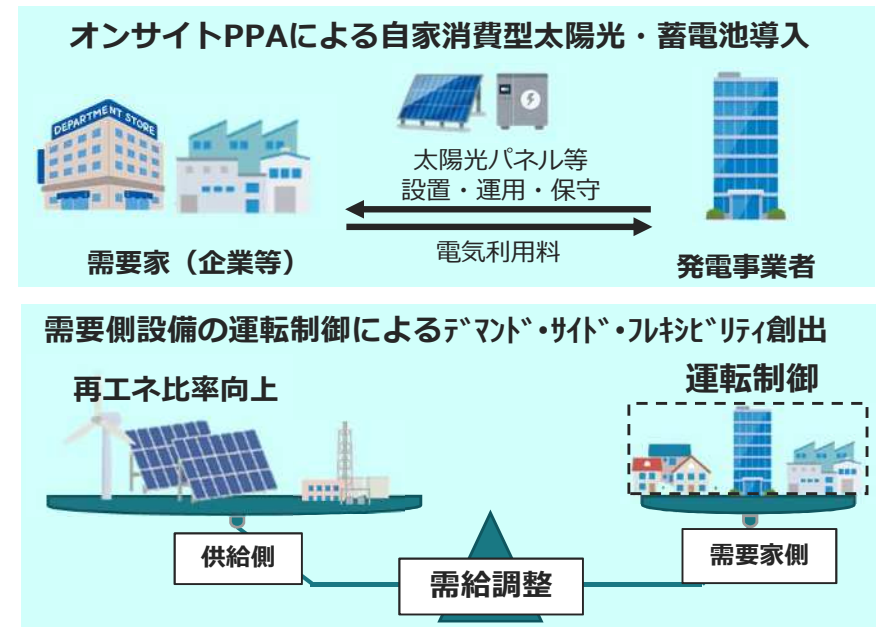 オンサイトPPAによる自家消費型太陽光・蓄電池導入
DEPARTMENT STORE
太陽光パネル等
設置・運用・保守
電気利用料
需要家（企業等）
発電事業者
需要側設備の運転制御によるﾃﾞﾏﾝﾄﾞ･ｻｲﾄﾞ･ﾌﾚｷｼﾋﾞﾘﾃｨ創出
再エネ比率向上
運転制御
供給側
需給調整
需要家側